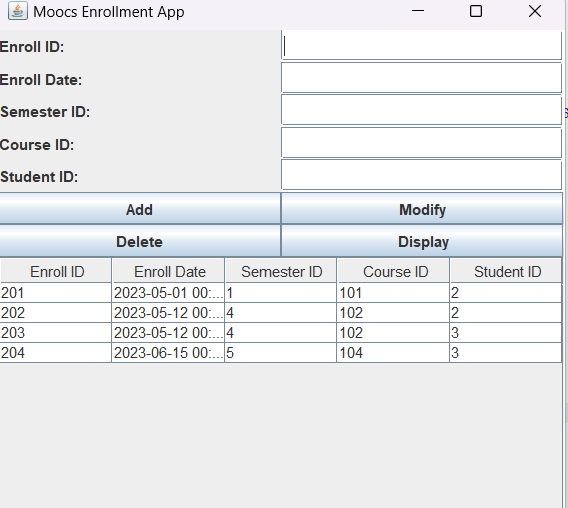 Moocs Enrollment App
Enroll ID:
Enroll Date:
Semester ID:
Course ID:
Student ID:
Add Modify
Delete Display
Enroll ID Enroll Date Semester ID Course ID Student ID
201 2023-05-01 00:... 1 101 2
202 2023-05-12 00:... 4 102 2
203 2023-05-12 00:... 4 102 3
204 2023-06-15 00:... 5 104 3